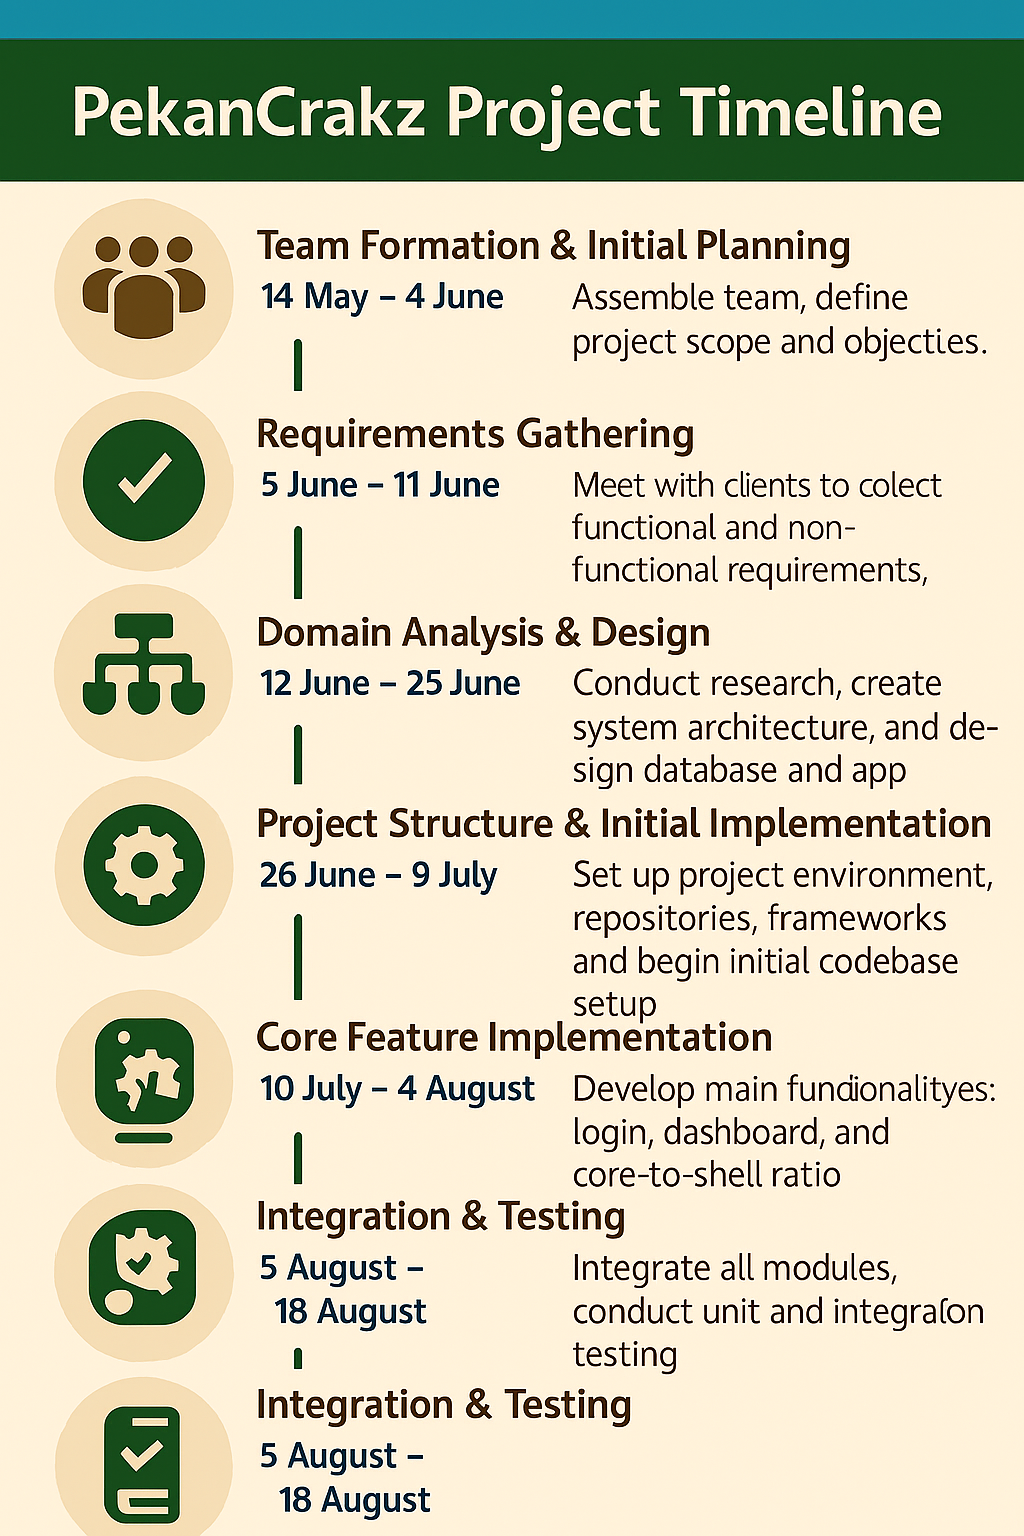 PekanCrakz Project Timeline
Team Formation & Initial Planning
14 May – 4 June
Assemble team, define
project scope and objecties.
Requirements Gathering
5 June – 11 June
Meet with clients to colect
functional and non-
functional requirements,
Domain Analysis & Design
12 June – 25 June
Conduct research, create
system architecture, and de-
sign database and app
Project Structure & Initial Implementation
26 June – 9 July
Set up project environment,
repositories, frameworks
and begin initial codebase
setup
Core Feature Implementation
10 July – 4 August
Develop main fundionalityes:
login, dashboard, and
core-to-shell ratio
Integration & Testing
5 August –
18 August
Integrate all modules,
conduct unit and integraſon
testing
Integration & Testing
5 August –
18 August